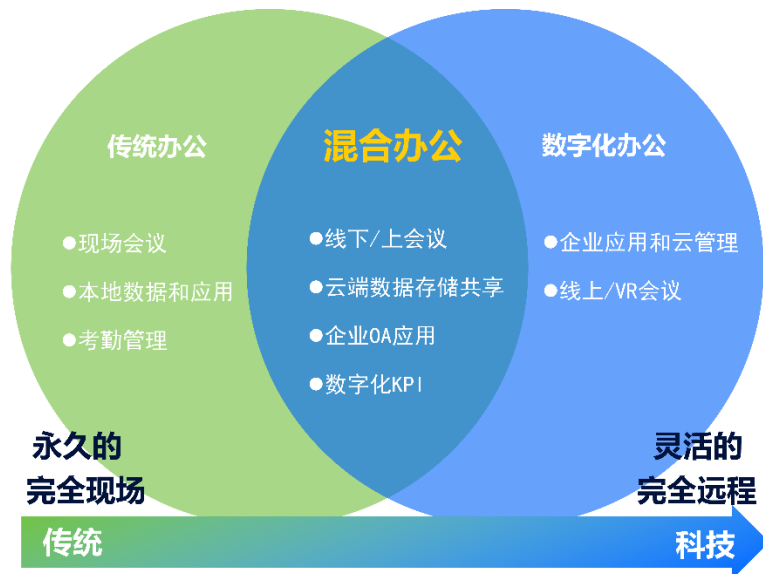 传统办公
混合办公
数字化办公
●现场会议
●本地数据和应用
●考勤管理
●线下/上会议
●云端数据存储共享
●企业OA应用
●数字化KPI
●企业应用和云管理
●线上/VR会议
永久的
完全现场
灵活的
完全远程
传统
科技